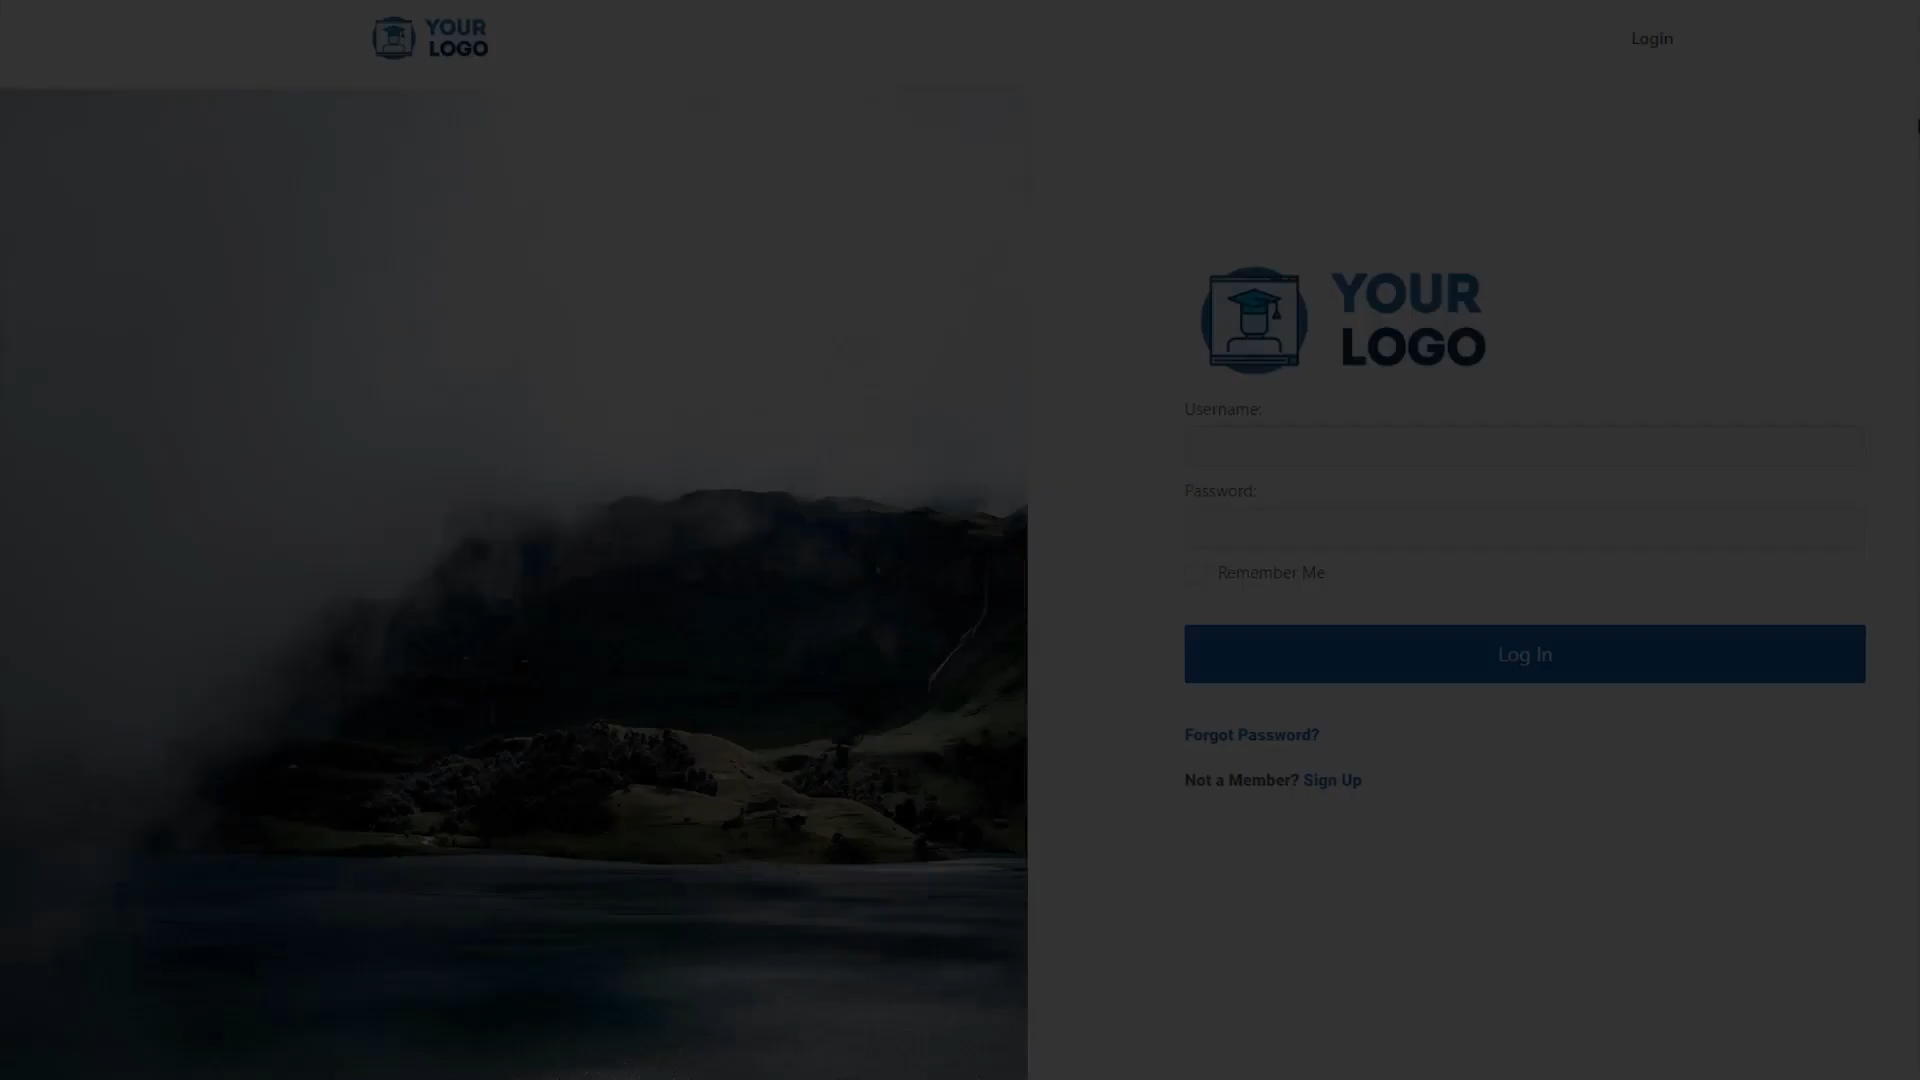 YOUR
LOGO
Login
YOUR
LOGO
Username:
Password:
Remember Me
Log In
Forgot Password?
Not a Member? Sign Up